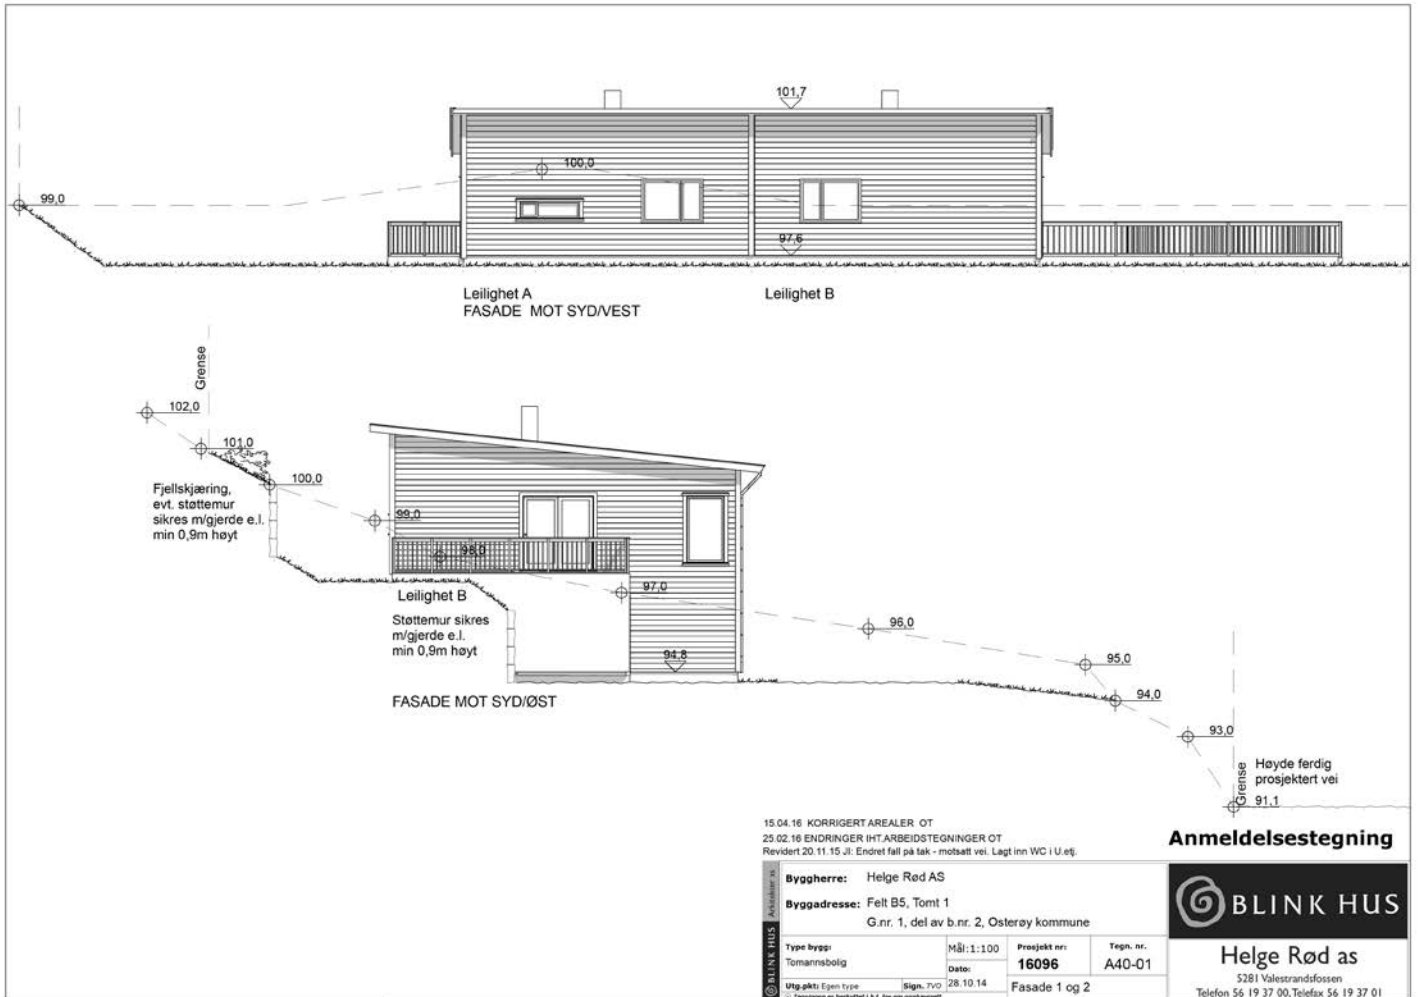 101,7
100,0
99,0
97,6
Leilighet A
Leilighet B
FASADE MOT SYD/VEST
Grense
102,0
101,0
100,0
Fjellskjæring,
evt. støttemur
sikres m/gjerde e.l.
min 0,9m høyt
99,0
98,0
97,0
Leilighet B
Støttemur sikres
m/gjerde e.l.
min 0,9m høyt
96,0
94,8
95,0
94,0
FASADE MOT SYD/ØST
93,0
Høyde ferdig
prosjektert vei
Grense
91,1
15.04.16 KORRIGERT AREALER OT
25.02.16 ENDRINGER IHT.ARBEIDSTEGNINGER OT
Revidert 20.11.15 JI: Endret fall på tak - motsatt vei. Lagt inn WC i U.etj.
Anmeldelsestegning
BLINK HUS Arkitekter as
Byggherre: Helge Rød AS
Byggadresse: Felt B5, Tomt 1
G.nr. 1, del av b.nr. 2, Osterøy kommune
Type bygg:
Tomannsbolig
Mål:1:100
Dato:
28.10.14
Prosjekt nr:
16096
Tegn. nr.
A40-01
Utg.pkt: Egen type
Sign. TVO
Fasade 1 og 2
BLINK HUS
Helge Rød as
5281 Valestrandsfossen
Telefon 56 19 37 00, Telefax 56 19 37 01